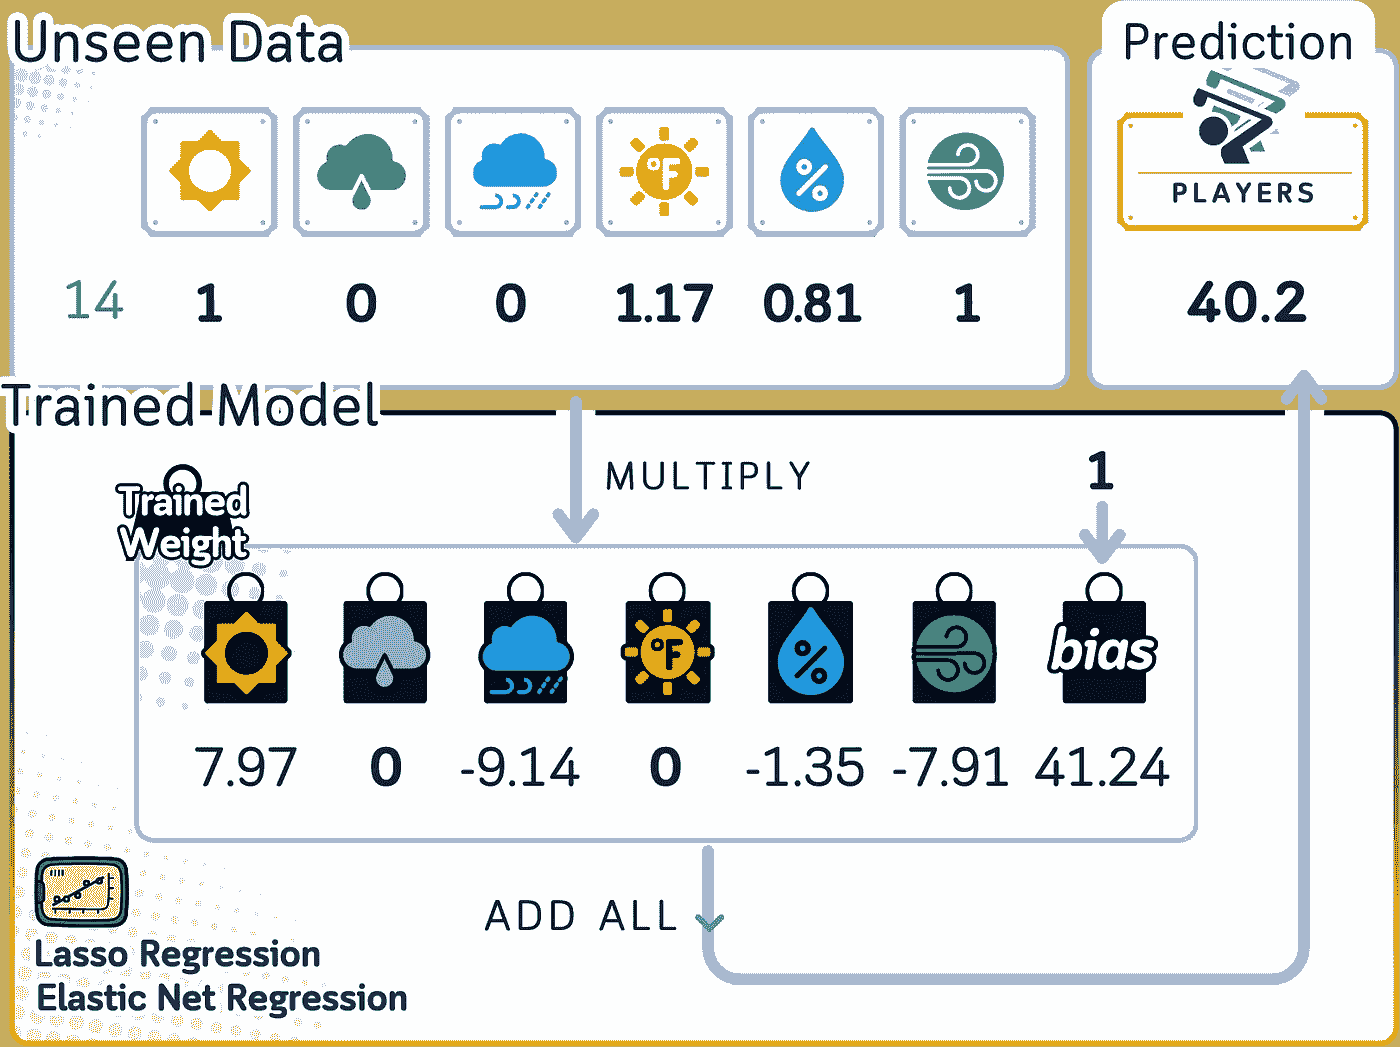 Unseen Data
Prediction
°F
%
PLAYERS
14 1 0 0 1.17 0.81 1
40.2
Trained Model
MULTIPLY
1
Trained
Weight
°F
%
bias
7.97 0 -9.14 0 -1.35 -7.91 41.24
ADD ALL
Lasso Regression
Elastic Net Regression